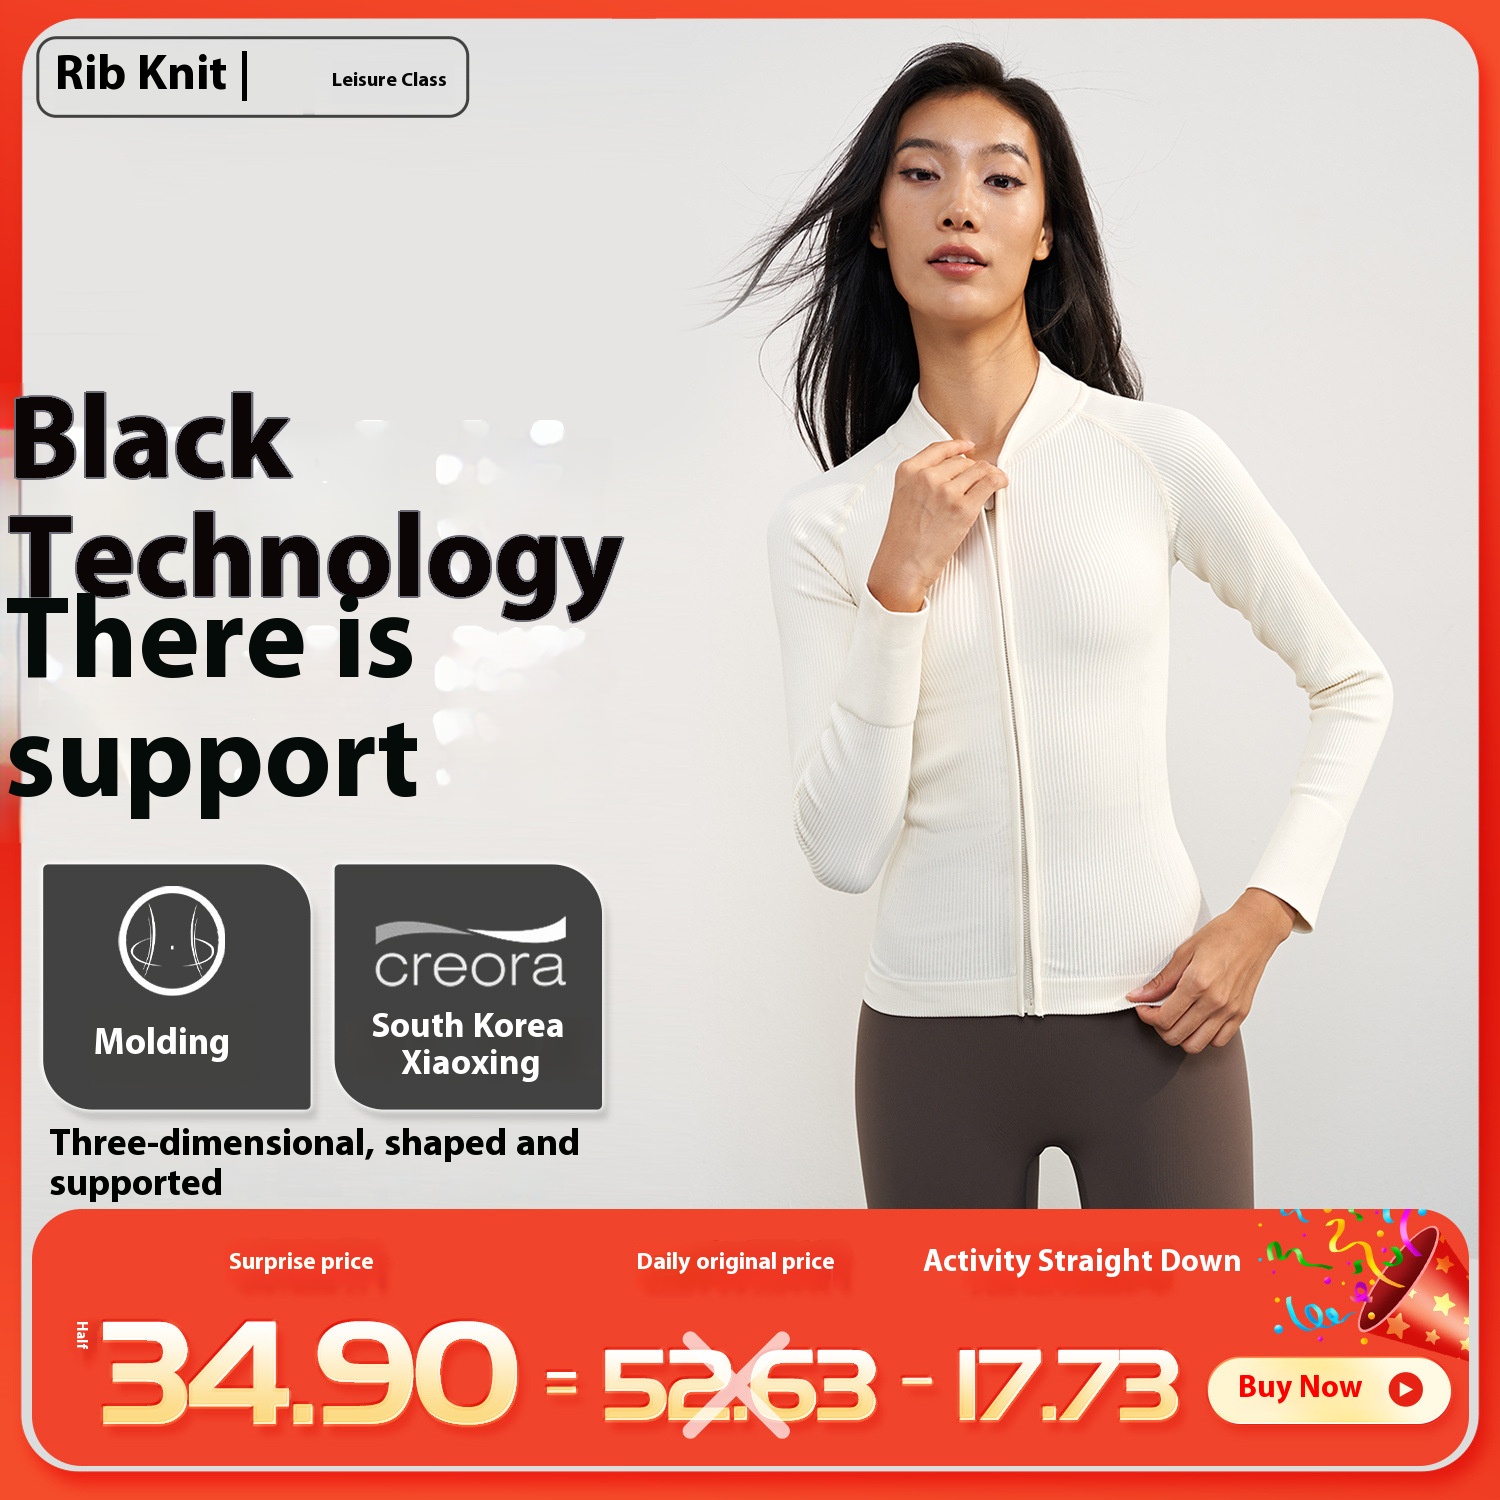 Rib Knit | Leisure Class
Black
Technology
There is
support
Molding
creora
South Korea
Xiaoxing
Three-dimensional, shaped and
supported
Surprise price
Daily original price
Activity Straight Down
Half
34.90 = 52.63 - 17.73
Buy Now